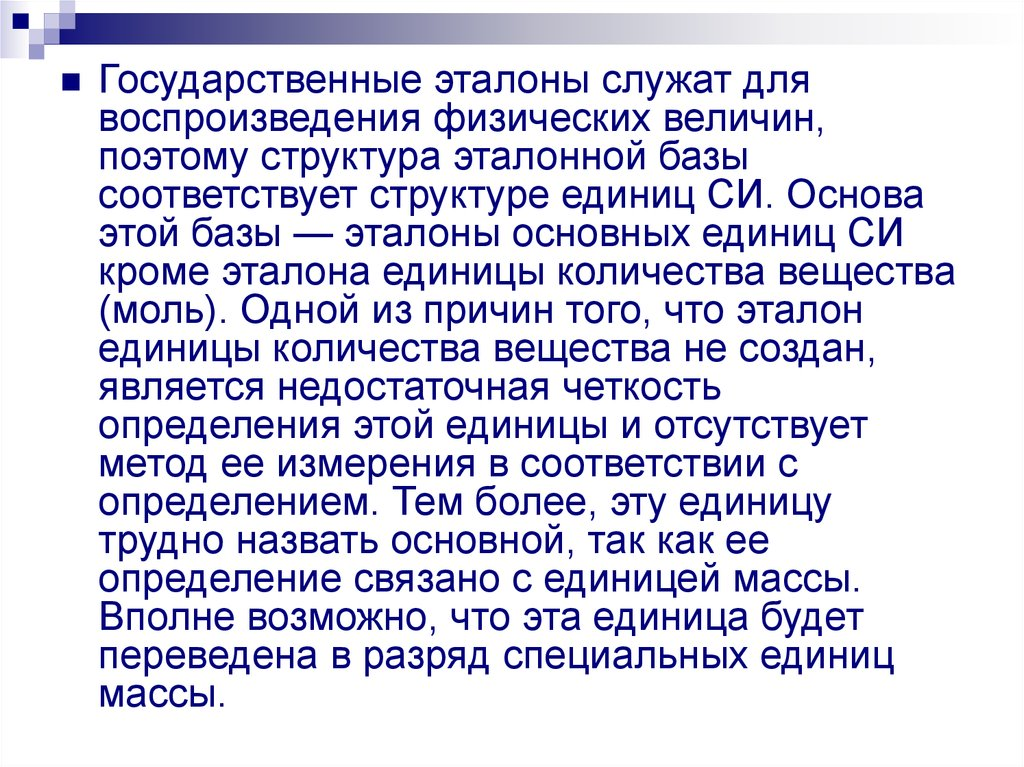 Государственные эталоны служат для
воспроизведения физических величин,
поэтому структура эталонной базы
соответствует структуре единиц СИ. Основа
этой базы — эталоны основных единиц СИ
кроме эталона единицы количества вещества
(моль). Одной из причин того, что эталон
единицы количества вещества не создан,
является недостаточная четкость
определения этой единицы и отсутствует
метод ее измерения в соответствии с
определением. Тем более, эту единицу
трудно назвать основной, так как ее
определение связано с единицей массы.
Вполне возможно, что эта единица будет
переведена в разряд специальных единиц
массы.